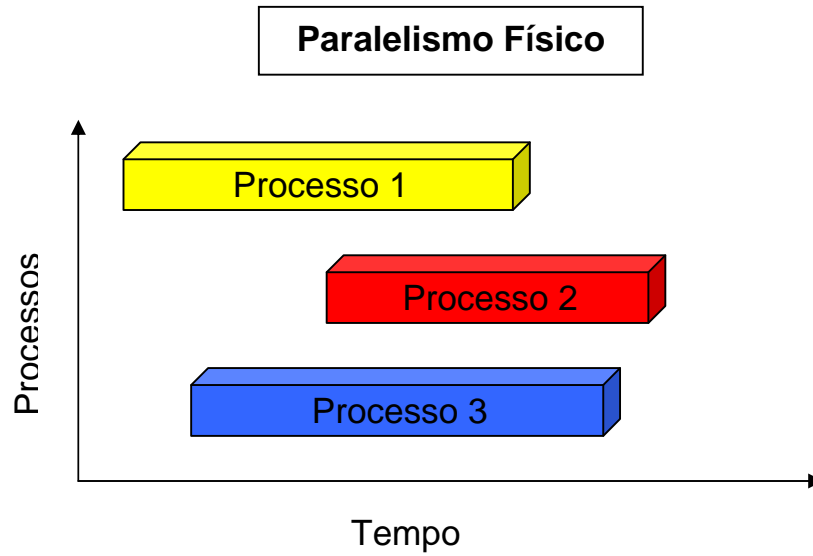 Paralelismo Físico
Processo 1
Processo 2
Processo 3
Processos
Tempo